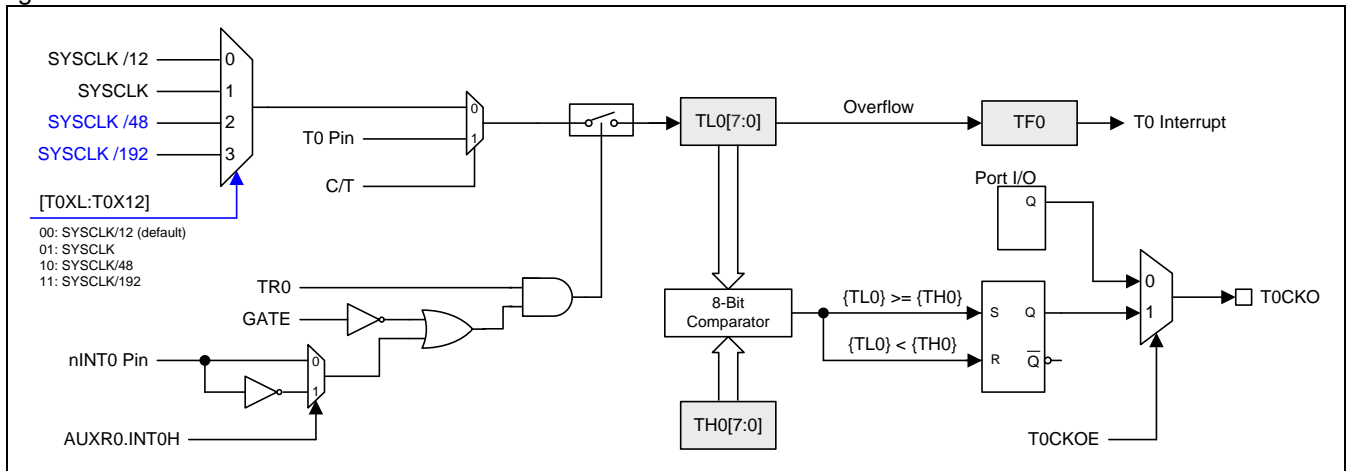 SYSCLK /12
SYSCLK
SYSCLK /48
SYSCLK /192
0
1
2
3
[T0XL:T0X12]
00: SYSCLK/12 (default)
01: SYSCLK
10: SYSCLK/48
11: SYSCLK/192
T0 Pin
0
1
C/T
TL0[7:0]
Overflow
TF0
T0 Interrupt
Port I/O
Q
TR0
GATE
nINT0 Pin
0
1
AUXR0.INT0H
8-Bit
Comparator
TH0[7:0]
{TL0} >= {TH0}
{TL0} < {TH0}
S
Q
R
Q
0
1
T0CKO
T0CKOE